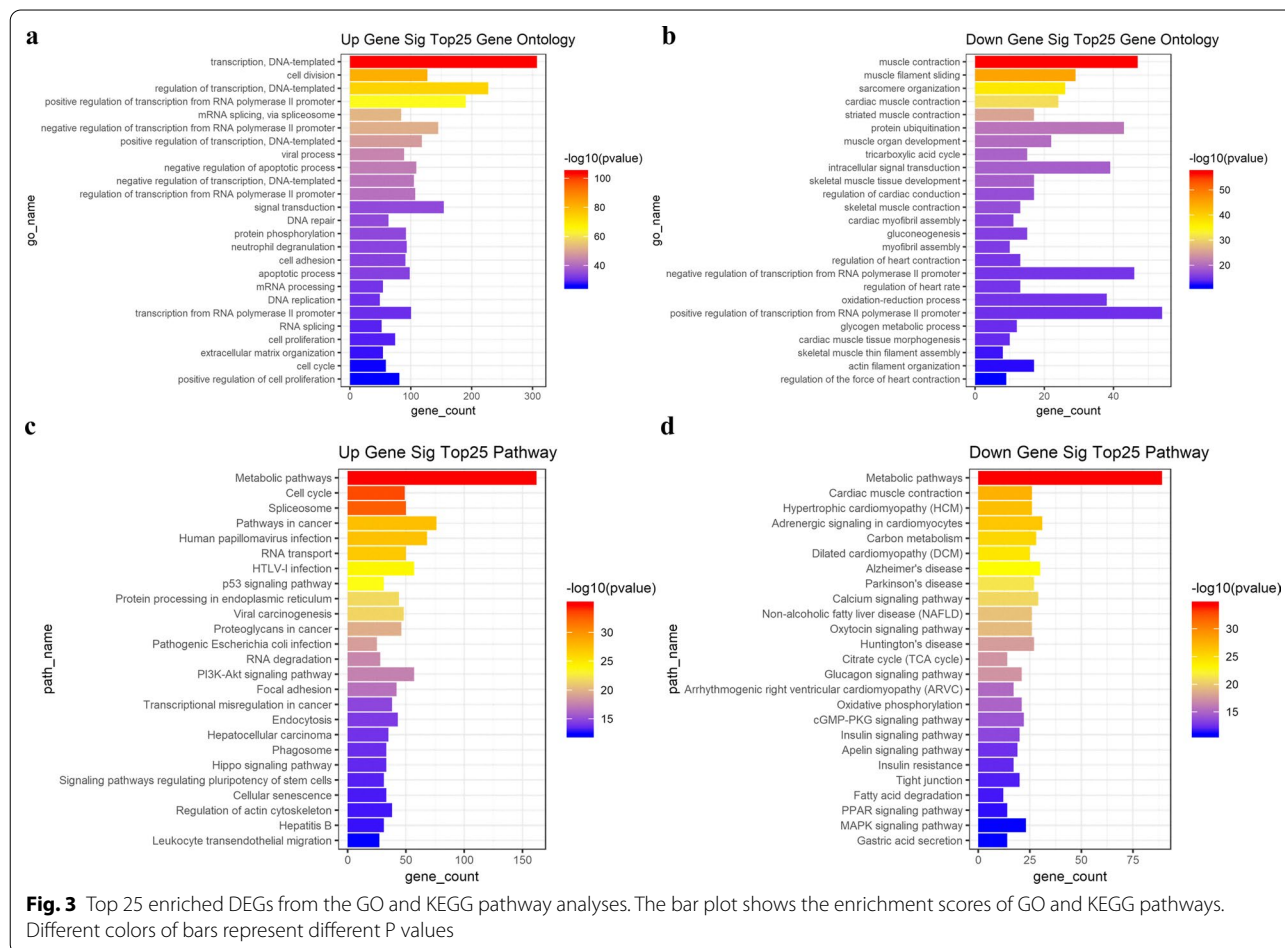 a
Up Gene Sig Top25 Gene Ontology
go_name
transcription, DNA-templated
cell division
regulation of transcription, DNA-templated
positive regulation of transcription from RNA polymerase II promoter
mRNA splicing, via spliceosome
negative regulation of transcription from RNA polymerase II promoter
positive regulation of transcription, DNA-templated
viral process
negative regulation of apoptotic process
negative regulation of transcription, DNA-templated
regulation of transcription from RNA polymerase II promoter
signal transduction
DNA repair
protein phosphorylation
neutrophil degranulation
cell adhesion
apoptotic process
mRNA processing
DNA replication
transcription from RNA polymerase II promoter
RNA splicing
cell proliferation
extracellular matrix organization
cell cycle
positive regulation of cell proliferation
0 100 200 300
gene_count
-log10(pvalue)
100
80
60
40
b
Down Gene Sig Top25 Gene Ontology
go_name
muscle contraction
muscle filament sliding
sarcomere organization
cardiac muscle contraction
striated muscle contraction
protein ubiquitination
muscle organ development
tricarboxylic acid cycle
intracellular signal transduction
skeletal muscle tissue development
regulation of cardiac conduction
skeletal muscle contraction
cardiac myofibril assembly
gluconeogenesis
myofibril assembly
regulation of heart contraction
negative regulation of transcription from RNA polymerase II promoter
regulation of heart rate
oxidation-reduction process
positive regulation of transcription from RNA polymerase II promoter
glycogen metabolic process
cardiac muscle tissue morphogenesis
skeletal muscle thin filament assembly
actin filament organization
regulation of the force of heart contraction
0 20 40
gene_count
-log10(pvalue)
50
40
30
20
c
Up Gene Sig Top25 Pathway
path_name
Metabolic pathways
Cell cycle
Spliceosome
Pathways in cancer
Human papillomavirus infection
RNA transport
HTLV-I infection
p53 signaling pathway
Protein processing in endoplasmic reticulum
Viral carcinogenesis
Proteoglycans in cancer
Pathogenic Escherichia coli infection
RNA degradation
PI3K-Akt signaling pathway
Focal adhesion
Transcriptional misregulation in cancer
Endocytosis
Hepatocellular carcinoma
Phagosome
Hippo signaling pathway
Signaling pathways regulating pluripotency of stem cells
Cellular senescence
Regulation of actin cytoskeleton
Hepatitis B
Leukocyte transendothelial migration
0 50 100 150
gene_count
-log10(pvalue)
30
25
20
15
d
Down Gene Sig Top25 Pathway
path_name
Metabolic pathways
Cardiac muscle contraction
Hypertrophic cardiomyopathy (HCM)
Adrenergic signaling in cardiomyocytes
Carbon metabolism
Dilated cardiomyopathy (DCM)
Alzheimer's disease
Parkinson's disease
Calcium signaling pathway
Non-alcoholic fatty liver disease (NAFLD)
Oxytocin signaling pathway
Huntington's disease
Citrate cycle (TCA cycle)
Glucagon signaling pathway
Arrhythmogenic right ventricular cardiomyopathy (ARVC)
Oxidative phosphorylation
cGMP-PKG signaling pathway
Insulin signaling pathway
Apelin signaling pathway
Insulin resistance
Tight junction
Fatty acid degradation
PPAR signaling pathway
MAPK signaling pathway
Gastric acid secretion
0 25 50 75
gene_count
-log10(pvalue)
30
25
20
15
Fig. 3 Top 25 enriched DEGs from the GO and KEGG pathway analyses. The bar plot shows the enrichment scores of GO and KEGG pathways.
Different colors of bars represent different P values